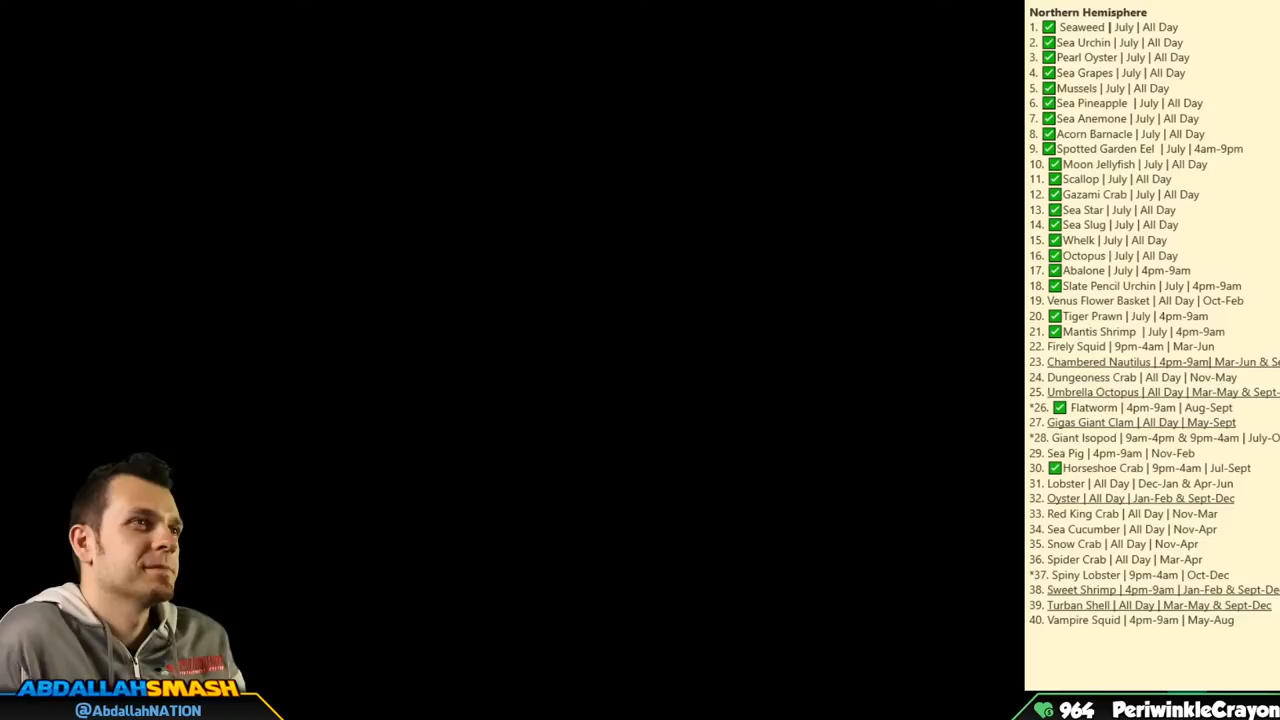 Northern Hemisphere
1. ✅ Seaweed | July | All Day
2. ✅Sea Urchin | July | All Day
3. ✅Pearl Oyster | July | All Day
4. ✅Sea Grapes | July | All Day
5. ✅Mussels | July | All Day
6. ✅Sea Pineapple | July | All Day
7. ✅Sea Anemone | July | All Day
8. ✅Acorn Barnacle | July | All Day
9. ✅Spotted Garden Eel | July | 4am-9pm
10. ✅Moon Jellyfish | July | All Day
11. ✅Scallop | July | All Day
12. ✅Gazami Crab | July | All Day
13. ✅Sea Star | July | All Day
14. ✅Sea Slug | July | All Day
15. ✅Whelk | July | All Day
16. ✅Octopus | July | All Day
17. ✅Abalone | July | 4pm-9am
18. ✅Slate Pencil Urchin | July | 4pm-9am
19. Venus Flower Basket | All Day | Oct-Feb
20. ✅Tiger Prawn | July | 4pm-9am
21. ✅Mantis Shrimp | July | 4pm-9am
22. Firely Squid | 9pm-4am | Mar-Jun
23. Chambered Nautilus | 4pm-9am| Mar-Jun & Se
24. Dungeoness Crab | All Day | Nov-May
25. Umbrella Octopus | All Day | Mar-May & Sept-
*26. ✅ Flatworm | 4pm-9am | Aug-Sept
27. Gigas Giant Clam | All Day | May-Sept
*28. Giant Isopod | 9am-4pm & 9pm-4am | July-O
29. Sea Pig | 4pm-9am | Nov-Feb
30. ✅Horseshoe Crab | 9pm-4am | Jul-Sept
31. Lobster | All Day | Dec-Jan & Apr-Jun
32. Oyster | All Day | Jan-Feb & Sept-Dec
33. Red King Crab | All Day | Nov-Mar
34. Sea Cucumber | All Day | Nov-Apr
35. Snow Crab | All Day | Nov-Apr
36. Spider Crab | All Day | Mar-Apr
*37. Spiny Lobster | 9pm-4am | Oct-Dec
38. Sweet Shrimp | 4pm-9am | Jan-Feb & Sept-De
39. Turban Shell | All Day | Mar-May & Sept-Dec
40. Vampire Squid | 4pm-9am | May-Aug
ABDALLAHSMASH
@AbdallahNATION
964 PeriwinkleCrayon